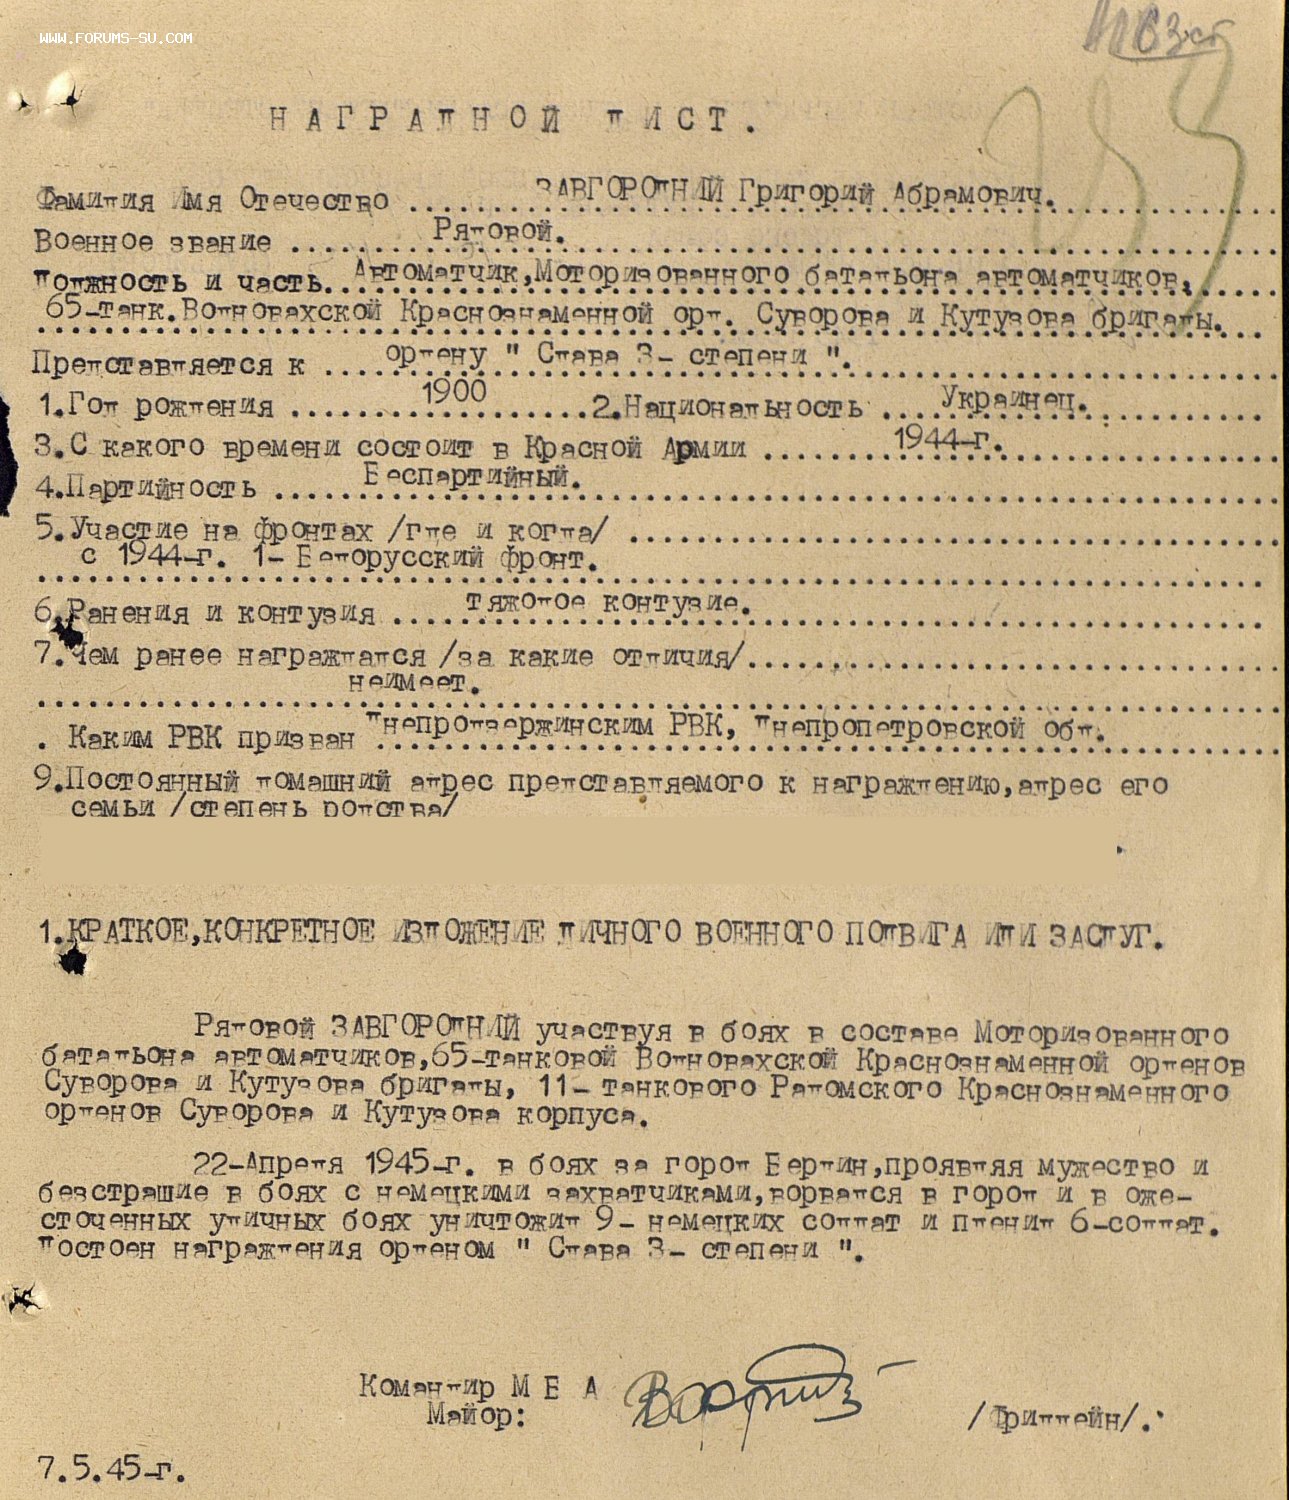 WWW.FORUMS-SU.COM
НАГРАДНОЙ ЛИСТ.
Фамилия Имя Отечество ........ ЗАВГОРОДНИЙ Григорий Абрамович.
Военное звание ........ Рядовой.
Должность и часть. Автоматчик,Моторизованного батальона автоматчиков,
65-танк.Волновахской Краснознаменной орд. Суворова и Кутузова бригады.
Представляется к ........ ордену " Слава 3- степени ".
1.Год рождения ........ 1900 ........ 2.Национальность .... Украинец.
3.С какого времени состоит в Красной Армии ........ 1944-г.
4.Партийность ........ Беспартийный.
5.Участие на фронтах /где и когда/ ........
с 1944-г. 1- Белорусский фронт.
6.Ранения и контузия ........ тяжолое контузие.
7.Чем ранее награждался /за какие отличия/........
неимеет.
. Каким РВК призван Днепродзержинским РВК, Днепропетровской обл.
9.Постоянный домашний адрес представляемого к награждению,адрес его
семьи /степень родства/
1.КРАТКОЕ,КОНКРЕТНОЕ ИЗЛОЖЕНИЕ ЛИЧНОГО ВОЕННОГО ПОДВИГА ИЛИ ЗАСЛУГ.
Рядовой ЗАВГОРОДНИЙ участвуя в боях в составе Моторизованного
батальона автоматчиков,65-танковой Волновахской Краснознаменной орденов
Суворова и Кутузова бригады, 11- танкового Радомского Краснознаменного
орденов Суворова и Кутузова корпуса.
22-Апреля 1945-г. в боях за город Берлин,проявляя мужество и
безстрашие в боях с немецкими захватчиками,ворвался в город и в оже-
сточенных уличных боях уничтожил 9- немецких солдат и пленил 6-солдат.
Достоен награждения орденом " Слава 3- степени ".
Командир М Б А
Майор:
/Фридлейн/.
7.5.45-г.